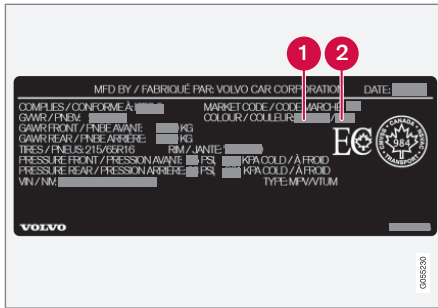 1 2
MFD BY / FABRIQUÉ PAR: VOLVO CAR CORPORATION DATE:
COMPLIES / CONFORME À: MARKET CODE / CODE MARCHÉ
GVWR / PNBV: COLOUR / COULEUR: /
GAWR FRONT / PNBE AVANT: KG
GAWR REAR / PNBE ARRIÈRE: KG
TIRES / PNEUS: 215/65R16 RIM / JANTE:
PRESSURE FRONT / PRESSION AVANT: PSI, KPA COLD / À FROID
PRESSURE REAR / PRESSION ARRIÈRE: PSI, KPA COLD / À FROID
VIN / NIV: TYPE: MPV/VTUM
EC
CANADA
984
TRANSPORT
VOLVO
G055230